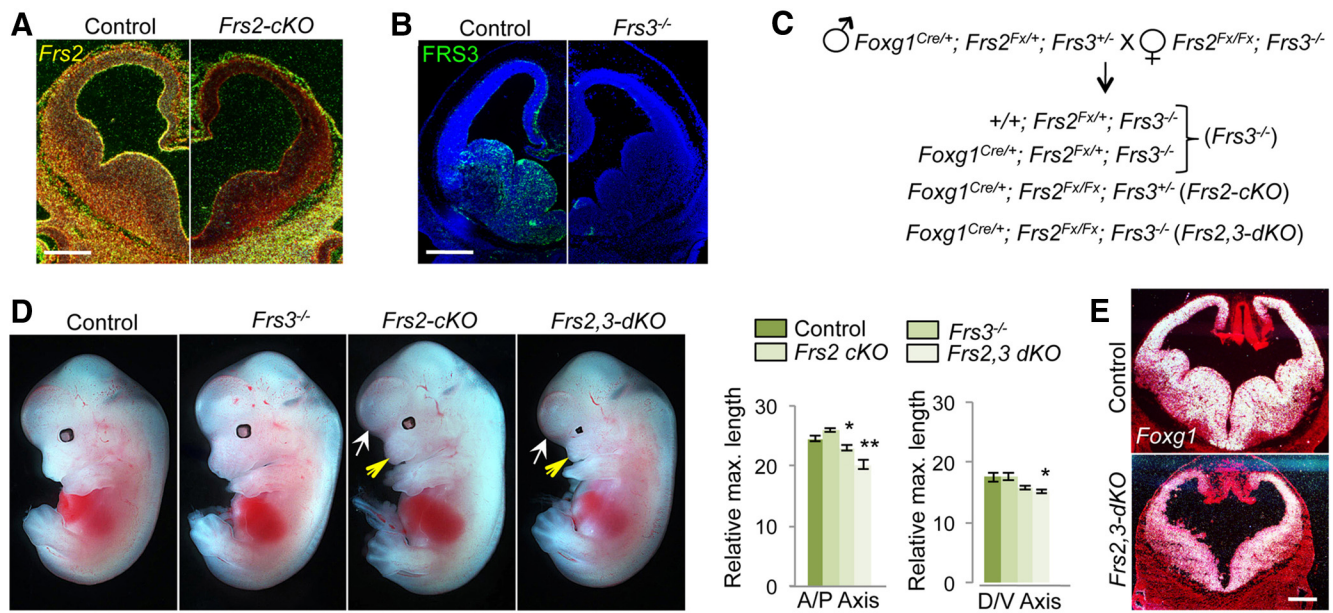 A
Control
Frs2-cKO
Frs2
B
Control
Frs3-/-
FRS3
C
♂ Foxg1Cre/+; Frs2Fx/+; Frs3+/- X ♀ Frs2Fx/Fx; Frs3-/-
+/+; Frs2Fx/+; Frs3-/-
Foxg1Cre/+; Frs2Fx/+; Frs3-/-
(Frs3-/-)
Foxg1Cre/+; Frs2Fx/Fx; Frs3+/- (Frs2-cKO)
Foxg1Cre/+; Frs2Fx/Fx; Frs3-/- (Frs2,3-dKO)
D
Control
Frs3-/-
Frs2-cKO
Frs2,3-dKO
Control
Frs3-/-
Frs2 cKO
Frs2,3 dKO
Relative max. length
30
20
10
0
*
**
A/P Axis
Relative max. length
30
20
10
0
*
D/V Axis
E
Control
Foxg1
Frs2,3-dKO